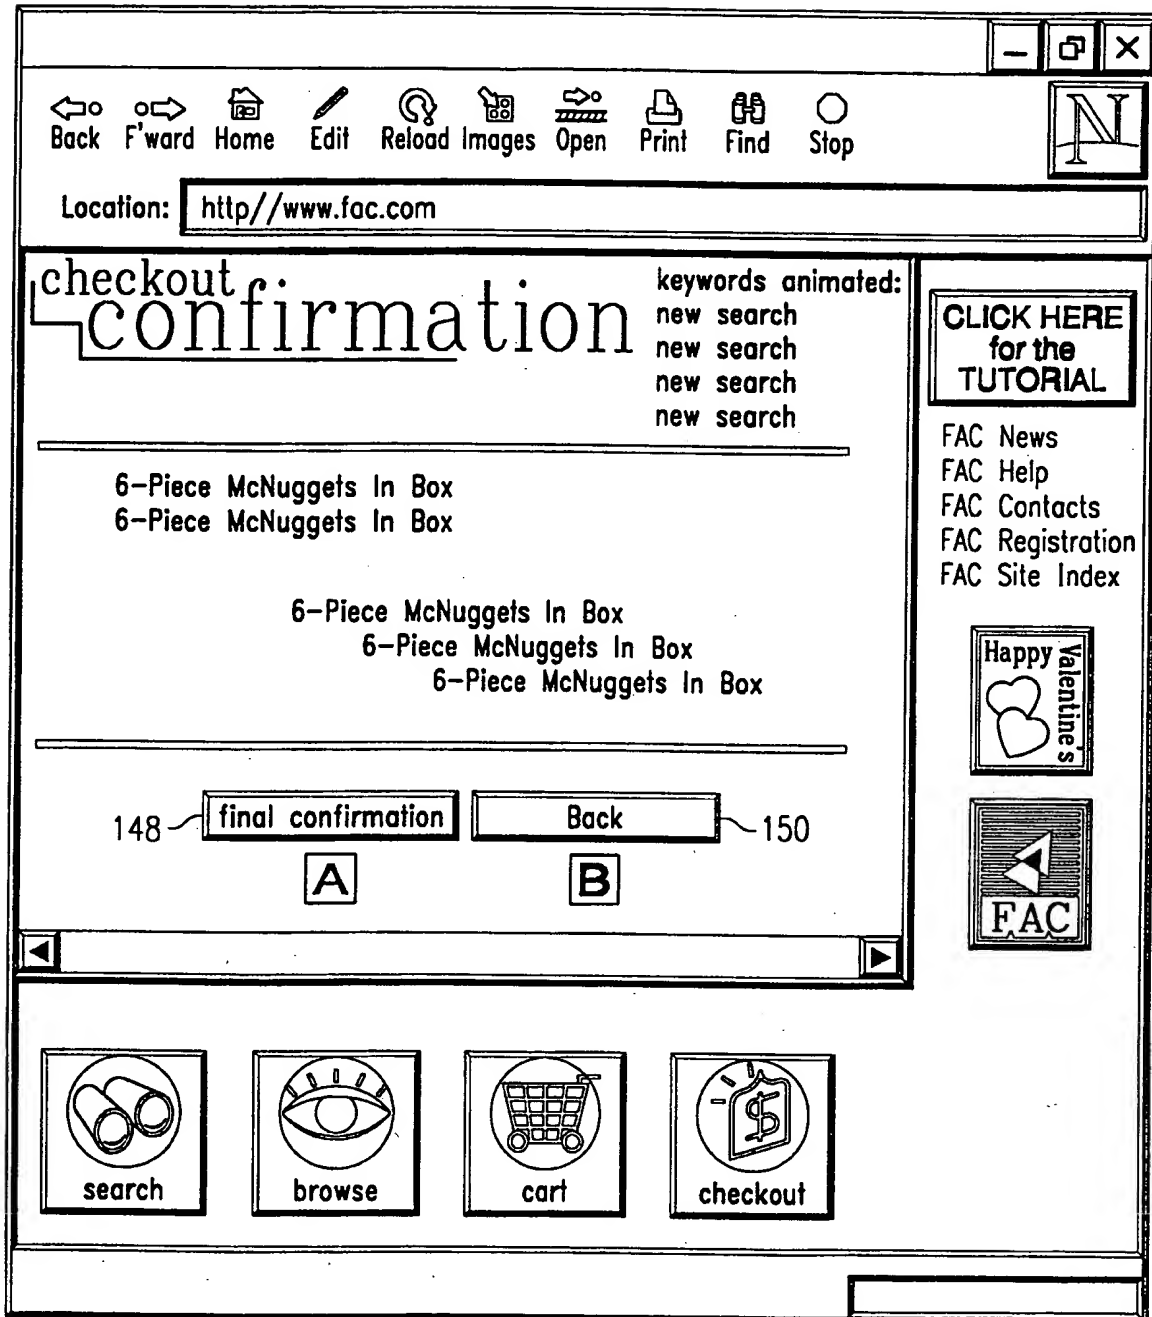 Back F'ward Home Edit Reload Images Open Print Find Stop
N
Location: http//www.fac.com
checkout
confirmation
keywords animated:
new search
new search
new search
new search
6-Piece McNuggets In Box
6-Piece McNuggets In Box
6-Piece McNuggets In Box
6-Piece McNuggets In Box
6-Piece McNuggets In Box
148 final confirmation Back 150
A B
CLICK HERE
for the
TUTORIAL
FAC News
FAC Help
FAC Contacts
FAC Registration
FAC Site Index
Happy Valentine's
FAC
search browse cart checkout